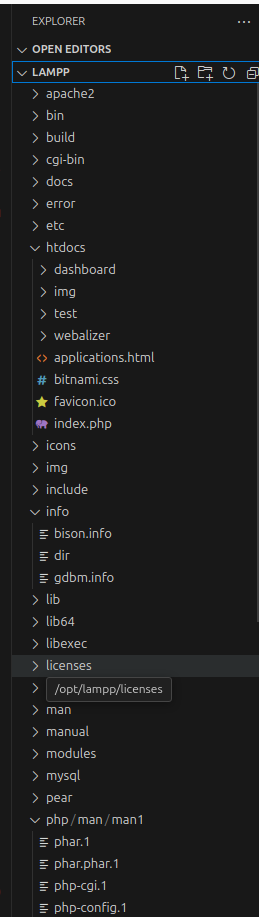 EXPLORER
OPEN EDITORS
LAMPP
apache2
bin
build
cgi-bin
docs
error
etc
htdocs
dashboard
img
test
webalizer
applications.html
bitnami.css
favicon.ico
index.php
icons
img
include
info
bison.info
dir
gdbm.info
lib
lib64
libexec
licenses
/opt/lampp/licenses
man
manual
modules
mysql
pear
php / man / man1
phar.1
phar.phar.1
php-cgi.1
php-config.1